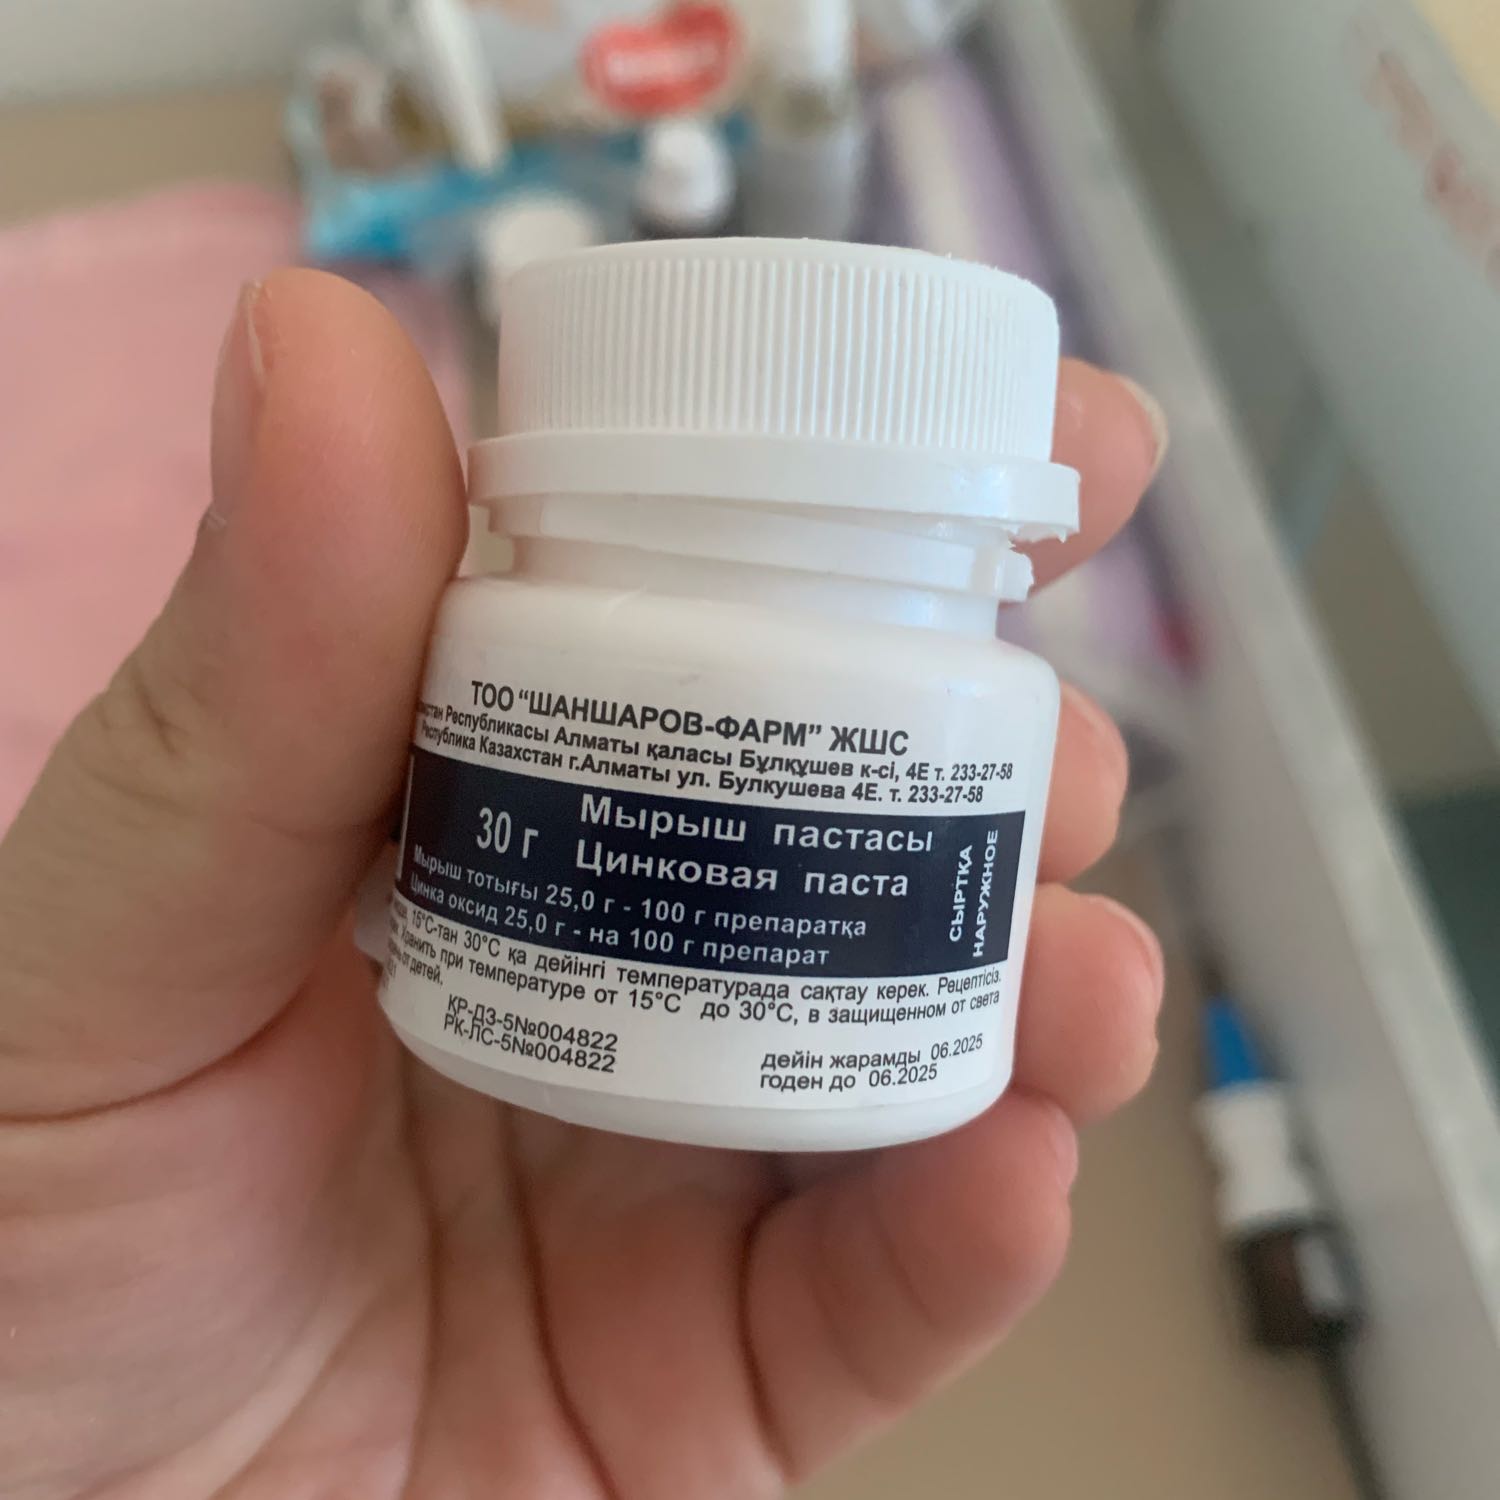 ТОО “ШАНШАРОВ-ФАРМ” ЖШС
Республикасы Алматы қаласы Бұлқұшев к-сі, 4Е т. 233-27-58
Республика Казахстан г.Алматы ул. Булкушева 4Е. т. 233-27-58
30 г
Мырыш пастасы
Цинковая паста
Мырыш тотығы 25,0 г - 100 г препаратқа
Цинка оксид 25,0 г - на 100 г препарат
СЫРТҚА
НАРУЖНОЕ
15°С-тан 30°С қа дейінгі температурада сақтау керек. Рецептісіз.
Хранить при температуре от 15°С до 30°С, в защищенном от света
от детей.
ҚР-ДЗ-5№004822
РК-ЛС-5№004822
дейін жарамды 06.2025
годен до 06.2025